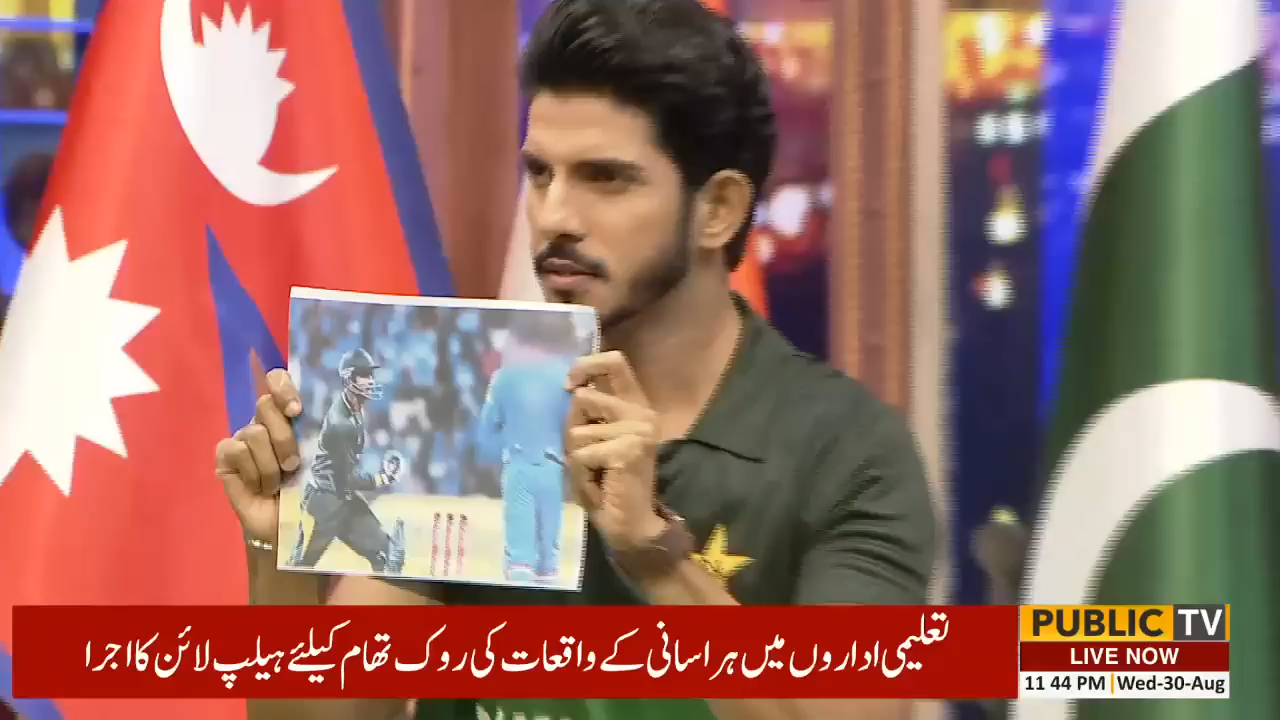 تعلیمی اداروں میں ہراسانی کے واقعات کی روک تھام کیلئے ہیلپ لائن کا اجرا
PUBLIC TV
LIVE NOW
11 44 PM Wed-30-Aug